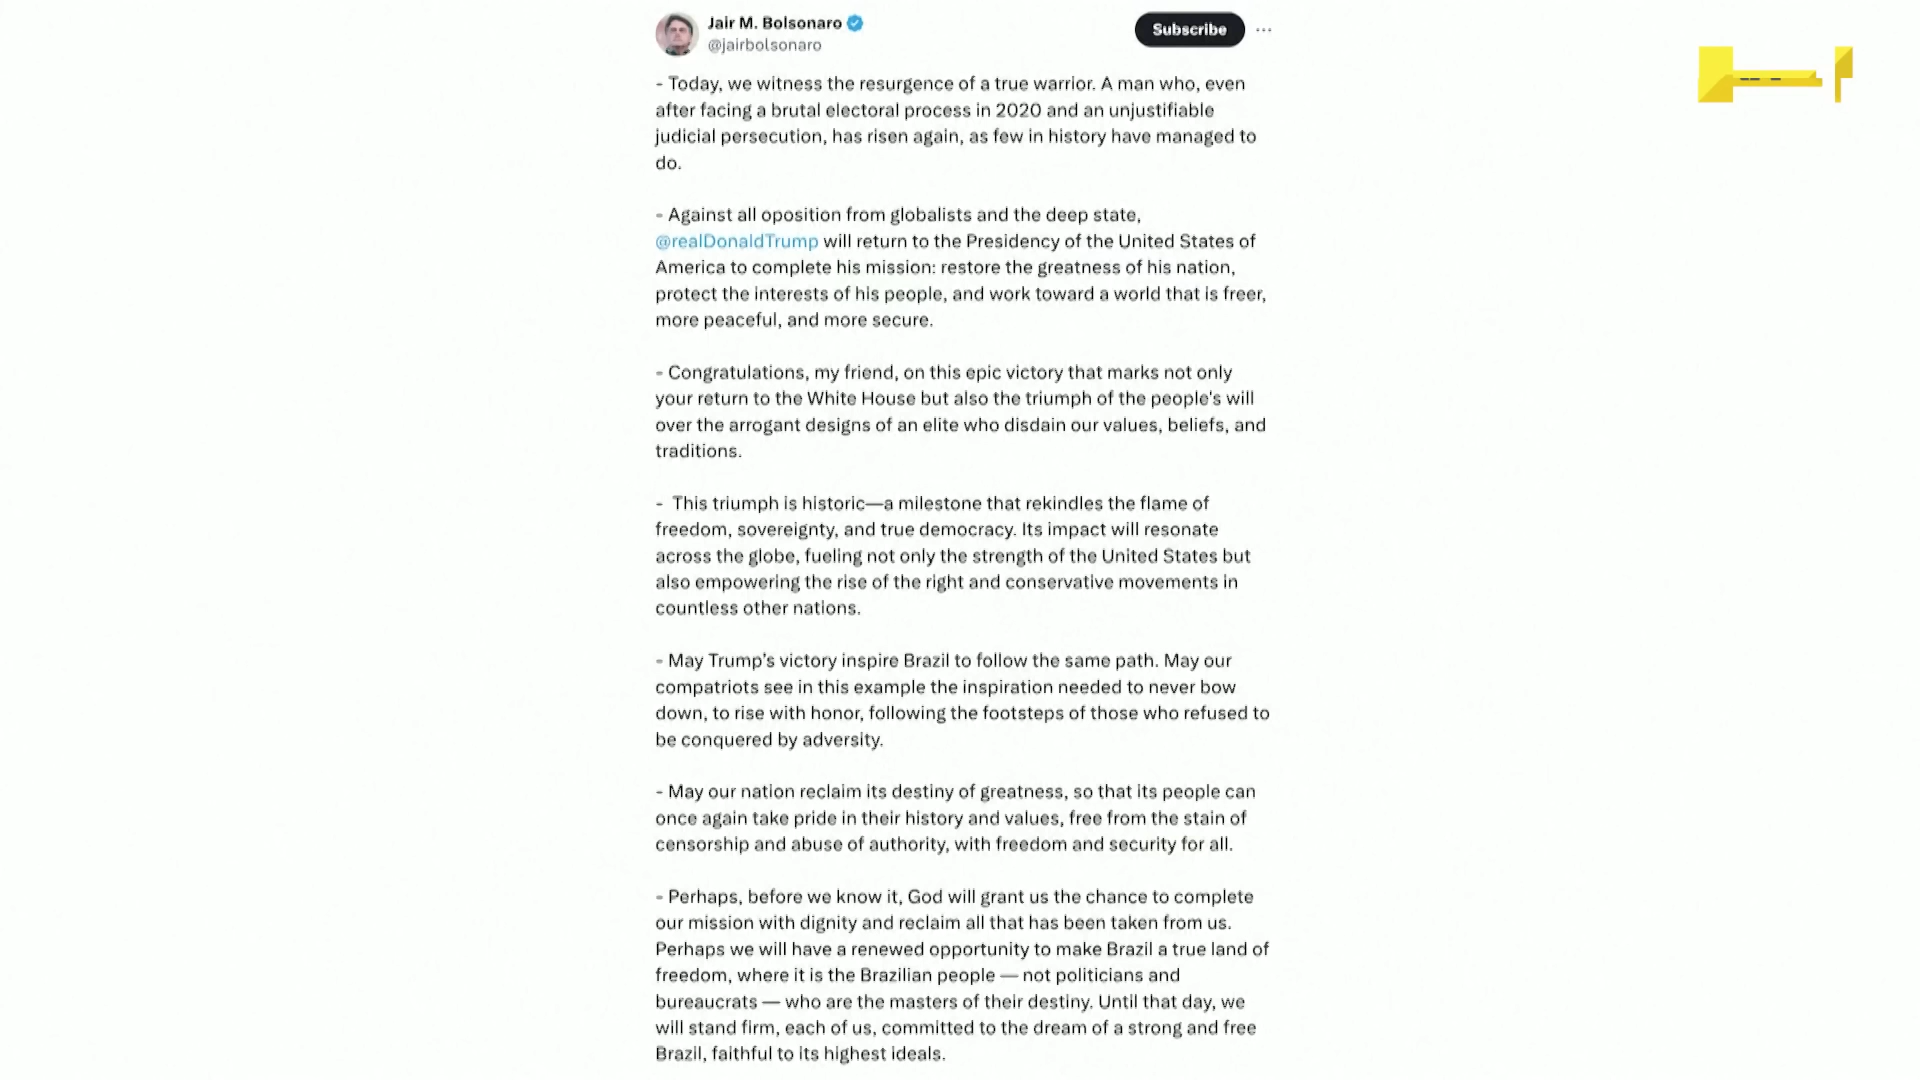 Jair M. Bolsonaro
@jairbolsonaro
Subscribe
- Today, we witness the resurgence of a true warrior. A man who, even
after facing a brutal electoral process in 2020 and an unjustifiable
judicial persecution, has risen again, as few in history have managed to
do.
- Against all oposition from globalists and the deep state,
@realDonaldTrump will return to the Presidency of the United States of
America to complete his mission: restore the greatness of his nation,
protect the interests of his people, and work toward a world that is freer,
more peaceful, and more secure.
- Congratulations, my friend, on this epic victory that marks not only
your return to the White House but also the triumph of the people's will
over the arrogant designs of an elite who disdain our values, beliefs, and
traditions.
- This triumph is historic—a milestone that rekindles the flame of
freedom, sovereignty, and true democracy. Its impact will resonate
across the globe, fueling not only the strength of the United States but
also empowering the rise of the right and conservative movements in
countless other nations.
- May Trump's victory inspire Brazil to follow the same path. May our
compatriots see in this example the inspiration needed to never bow
down, to rise with honor, following the footsteps of those who refused to
be conquered by adversity.
- May our nation reclaim its destiny of greatness, so that its people can
once again take pride in their history and values, free from the stain of
censorship and abuse of authority, with freedom and security for all.
- Perhaps, before we know it, God will grant us the chance to complete
our mission with dignity and reclaim all that has been taken from us.
Perhaps we will have a renewed opportunity to make Brazil a true land of
freedom, where it is the Brazilian people — not politicians and
bureaucrats — who are the masters of their destiny. Until that day, we
will stand firm, each of us, committed to the dream of a strong and free
Brazil, faithful to its highest ideals.